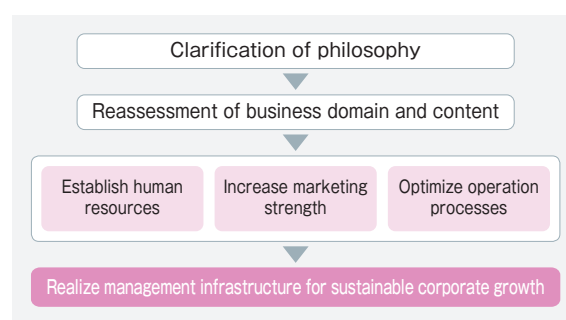 Clarification of philosophy
Reassessment of business domain and content
Establish human
resources
Increase marketing
strength
Optimize operation
processes
Realize management infrastructure for sustainable corporate growth